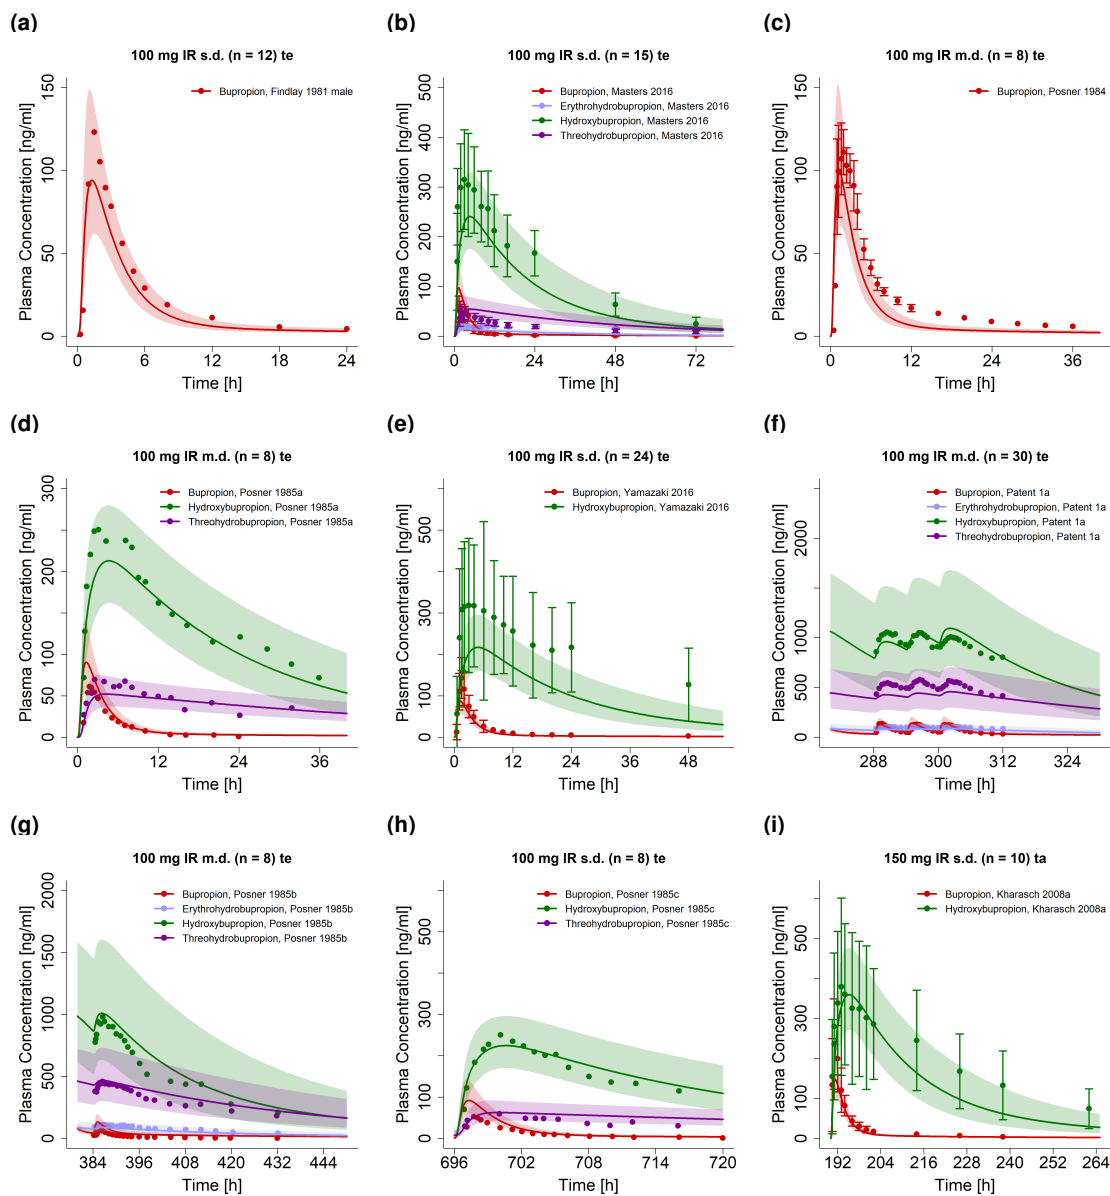 (a)
100 mg IR s.d. (n = 12) te
Bupropion, Findlay 1981 male
Plasma Concentration [ng/ml]
150
100
50
0
0 6 12 18 24
Time [h]
(b)
100 mg IR s.d. (n = 15) te
Bupropion, Masters 2016
Erythrohydrobupropion, Masters 2016
Hydroxybupropion, Masters 2016
Threohydrobupropion, Masters 2016
Plasma Concentration [ng/ml]
500
400
300
200
100
0
0 24 48 72
Time [h]
(c)
100 mg IR m.d. (n = 8) te
Bupropion, Posner 1984
Plasma Concentration [ng/ml]
150
100
50
0
0 12 24 36
Time [h]
(d)
100 mg IR m.d. (n = 8) te
Bupropion, Posner 1985a
Hydroxybupropion, Posner 1985a
Threohydrobupropion, Posner 1985a
Plasma Concentration [ng/ml]
300
200
100
0
0 12 24 36
Time [h]
(e)
100 mg IR s.d. (n = 24) te
Bupropion, Yamazaki 2016
Hydroxybupropion, Yamazaki 2016
Plasma Concentration [ng/ml]
500
300
100
0
0 12 24 36 48
Time [h]
(f)
100 mg IR m.d. (n = 30) te
Bupropion, Patent 1a
Erythrohydrobupropion, Patent 1a
Hydroxybupropion, Patent 1a
Threohydrobupropion, Patent 1a
Plasma Concentration [ng/ml]
2000
1000
500
0
288 300 312 324
Time [h]
(g)
100 mg IR m.d. (n = 8) te
Bupropion, Posner 1985b
Erythrohydrobupropion, Posner 1985b
Hydroxybupropion, Posner 1985b
Threohydrobupropion, Posner 1985b
Plasma Concentration [ng/ml]
2000
1500
1000
500
0
384 396 408 420 432 444
Time [h]
(h)
100 mg IR s.d. (n = 8) te
Bupropion, Posner 1985c
Hydroxybupropion, Posner 1985c
Threohydrobupropion, Posner 1985c
Plasma Concentration [ng/ml]
500
300
100
0
696 702 708 714 720
Time [h]
(i)
150 mg IR s.d. (n = 10) ta
Bupropion, Kharasch 2008a
Hydroxybupropion, Kharasch 2008a
Plasma Concentration [ng/ml]
500
300
100
0
192 204 216 228 240 252 264
Time [h]